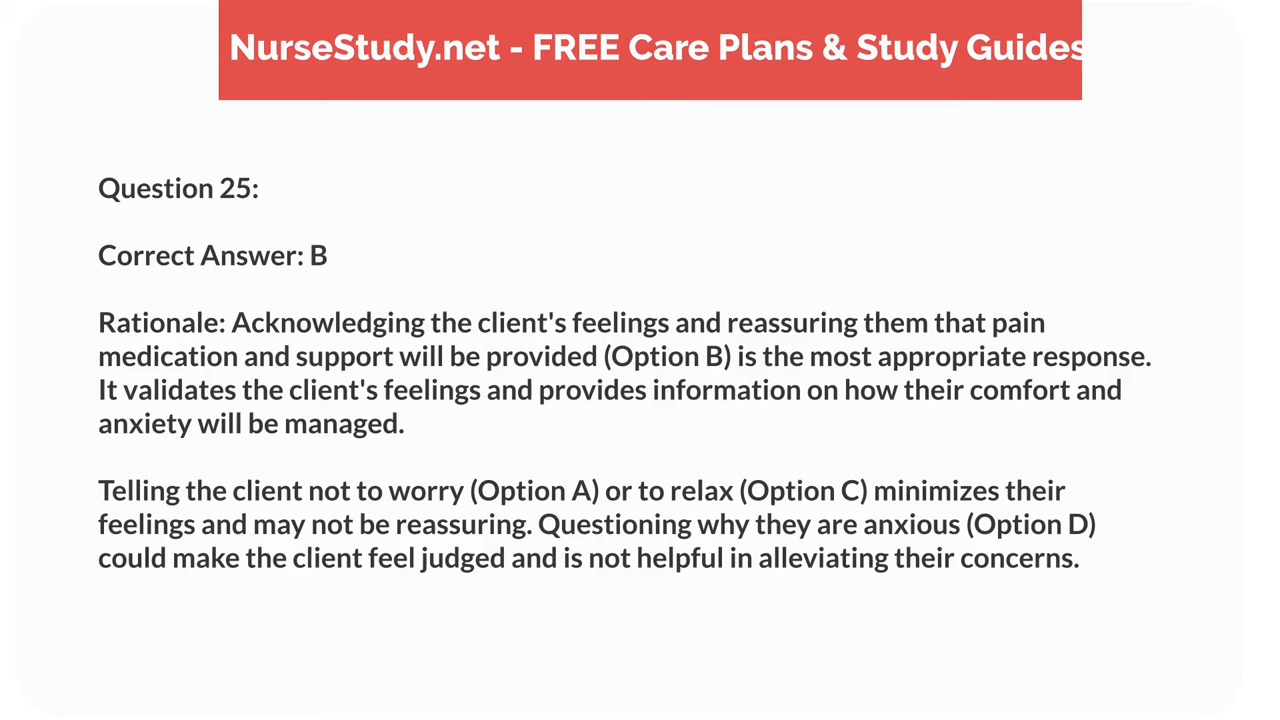 NurseStudy.net - FREE Care Plans & Study Guides
Question 25:
Correct Answer: B
Rationale: Acknowledging the client's feelings and reassuring them that pain
medication and support will be provided (Option B) is the most appropriate response.
It validates the client's feelings and provides information on how their comfort and
anxiety will be managed.
Telling the client not to worry (Option A) or to relax (Option C) minimizes their
feelings and may not be reassuring. Questioning why they are anxious (Option D)
could make the client feel judged and is not helpful in alleviating their concerns.